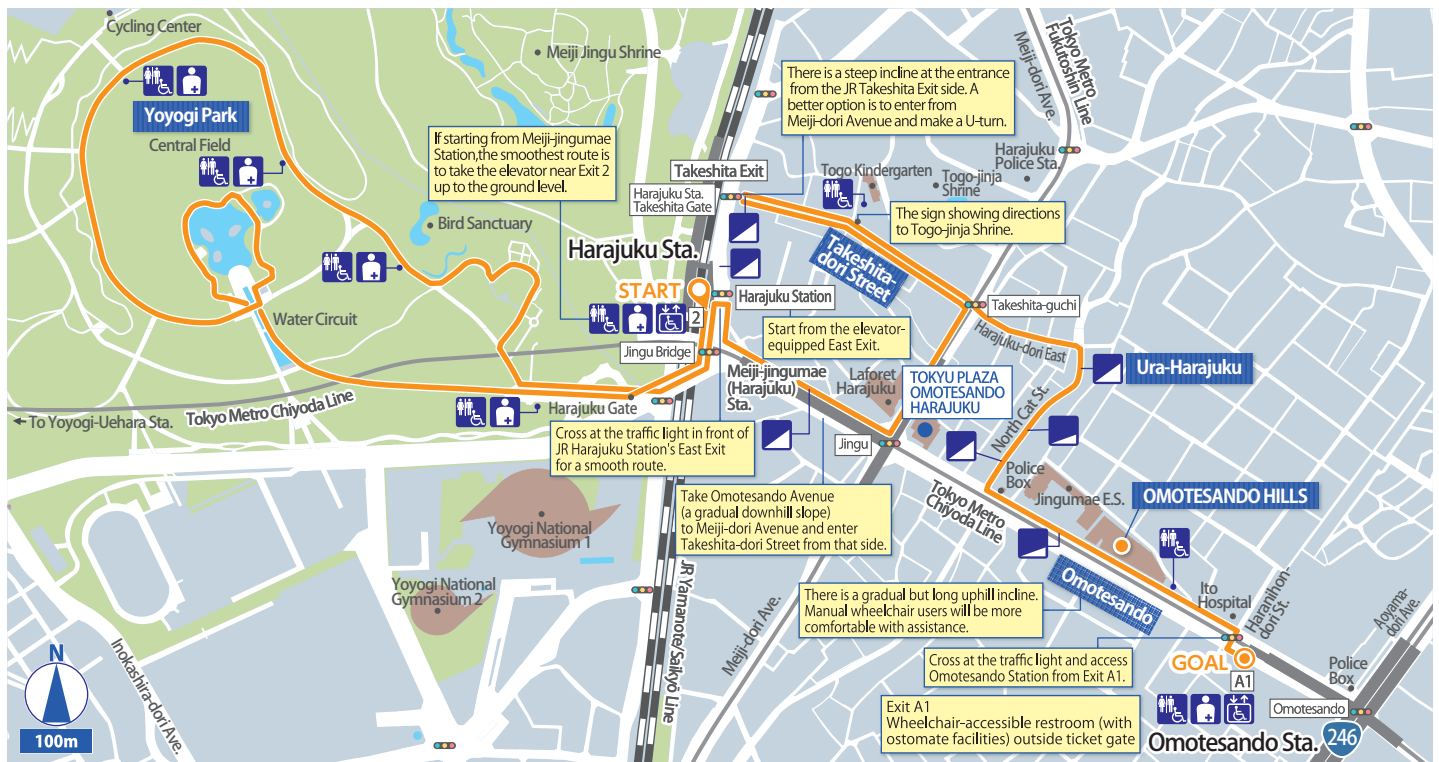 Cycling Center
Yoyogi Park
Central Field
Meiji Jingu Shrine
Bird Sanctuary
Water Circuit
If starting from Meiji-jingumae
Station,the smoothest route is
to take the elevator near Exit 2
up to the ground level.
There is a steep incline at the entrance
from the JR Takeshita Exit side. A
better option is to enter from
Meiji-dori Avenue and make a U-turn.
Meiji-dori Ave.
Tokyo Metro
Fukutoshin Line
Harajuku
Police Sta.
Takeshita Exit
Harajuku Sta.
Takeshita Gate
Togo Kindergarten
Togo-jinja
Shrine
The sign showing directions
to Togo-jinja Shrine.
Takeshita-
dori Street
Harajuku Sta.
START
2
Harajuku Station
Start from the elevator-
equipped East Exit.
Takeshita-guchi
Harajuku-dori East
Jingu Bridge
Meiji-jingumae
(Harajuku)
Sta.
Laforet
Harajuku
TOKYU PLAZA
OMOTESANDO
HARAJUKU
Ura-Harajuku
North Cat St.
Tokyo Metro Chiyoda Line
To Yoyogi-Uehara Sta.
Harajuku Gate
Cross at the traffic light in front of
JR Harajuku Station's East Exit
for a smooth route.
Jingu
Police
Box
Jingumae E.S.
OMOTESANDO HILLS
Tokyo Metro
Chiyoda Line
Take Omotesando Avenue
(a gradual downhill slope)
to Meiji-dori Avenue and enter
Takeshita-dori Street from that side.
Yoyogi National
Gymnasium 1
Yoyogi National
Gymnasium 2
JR Yamanote/Saikyō Line
Meiji-dori Ave.
Omotesando
There is a gradual but long uphill incline.
Manual wheelchair users will be more
comfortable with assistance.
Ito
Hospital
Haranihon-
dori St.
Aoyama-
dori Ave.
Cross at the traffic light and access
Omotesando Station from Exit A1.
GOAL
A1
Police
Box
Omotesando
Exit A1
Wheelchair-accessible restroom (with
ostomate facilities) outside ticket gate
Omotesando Sta.
246
Inokashira-dori Ave.
N
100m